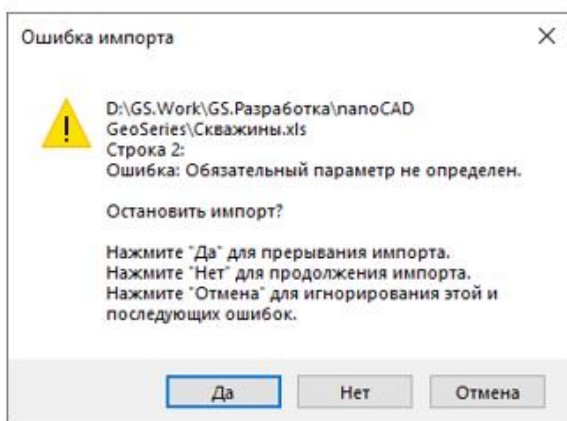 Ошибка импорта
D:\GS.Work\GS.Разработка\nanoCAD
GeoSeries\Скважины.xls
Строка 2:
Ошибка: Обязательный параметр не определен.
Остановить импорт?
Нажмите "Да" для прерывания импорта.
Нажмите "Нет" для продолжения импорта.
Нажмите "Отмена" для игнорирования этой и
последующих ошибок.
Да
Нет
Отмена